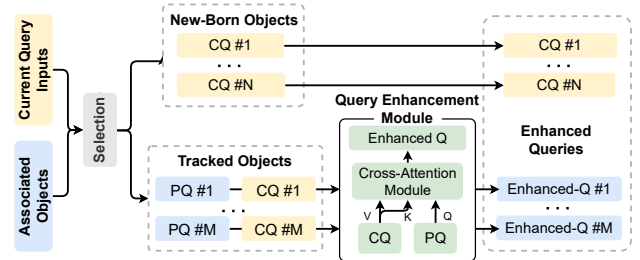 Current Query
Inputs
Associated
Objects
Selection
New-Born Objects
CQ #1
...
CQ #N
Tracked Objects
PQ #1
CQ #1
...
PQ #M
CQ #M
Query Enhancement
Module
Enhanced Q
Cross-Attention
Module
V
K
Q
CQ
PQ
CQ #1
...
CQ #N
Enhanced
Queries
Enhanced-Q #1
...
Enhanced-Q #M